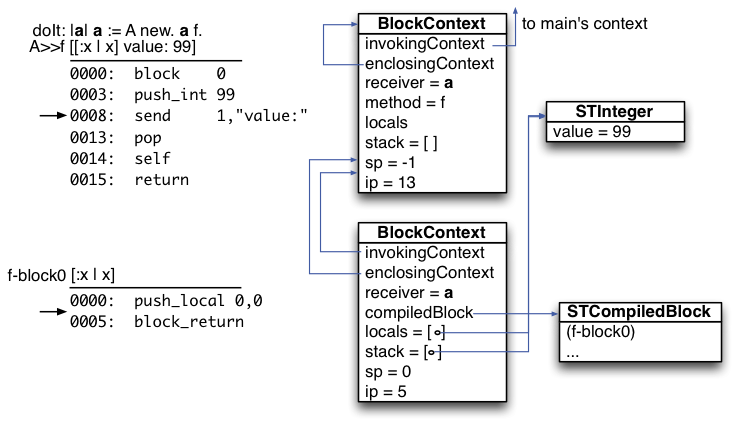 doIt: |a| a := A new. a f.
A>>f [[:x | x] value: 99]
0000: block 0
0003: push_int 99
0008: send 1,"value:"
0013: pop
0014: self
0015: return
f-block0 [:x | x]
0000: push_local 0,0
0005: block_return
BlockContext
invokingContext
enclosingContext
receiver = a
method = f
locals
stack = [ ]
sp = -1
ip = 13
to main's context
STInteger
value = 99
BlockContext
invokingContext
enclosingContext
receiver = a
compiledBlock
locals = [ ]
stack = [ ]
sp = 0
ip = 5
STCompiledBlock
(f-block0)
...